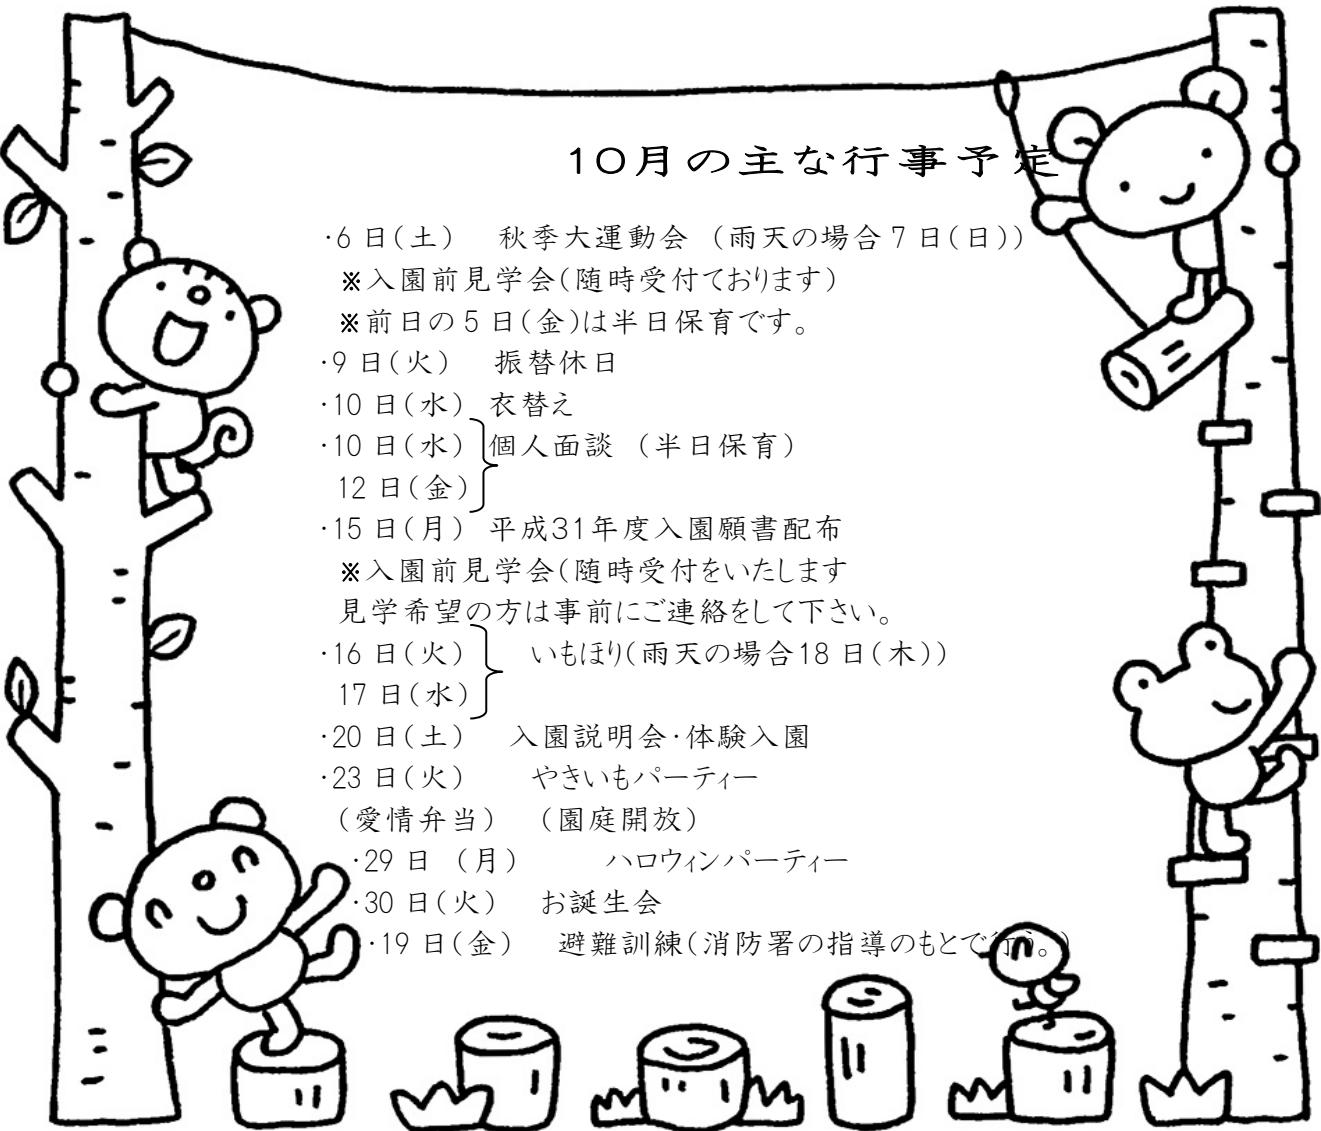 10月の主な行事予定
・6日(土)　秋季大運動会 (雨天の場合7日(日))
※入園前見学会(随時受付ております)
※前日の5日(金)は半日保育です。
・9日(火)　振替休日
・10日(水)　衣替え
・10日(水)　個人面談 (半日保育)
12日(金)
・15日(月)　平成31年度入園願書配布
※入園前見学会(随時受付をいたします
見学希望の方は事前にご連絡をして下さい。
・16日(火)　いもほり(雨天の場合18日(木))
17日(水)
・20日(土)　入園説明会・体験入園
・23日(火)　やきいもパーティー
(愛情弁当)　(園庭開放)
・29日 (月)　ハロウィンパーティー
・30日(火)　お誕生会
・19日(金)　避難訓練(消防署の指導のもとで行う。)